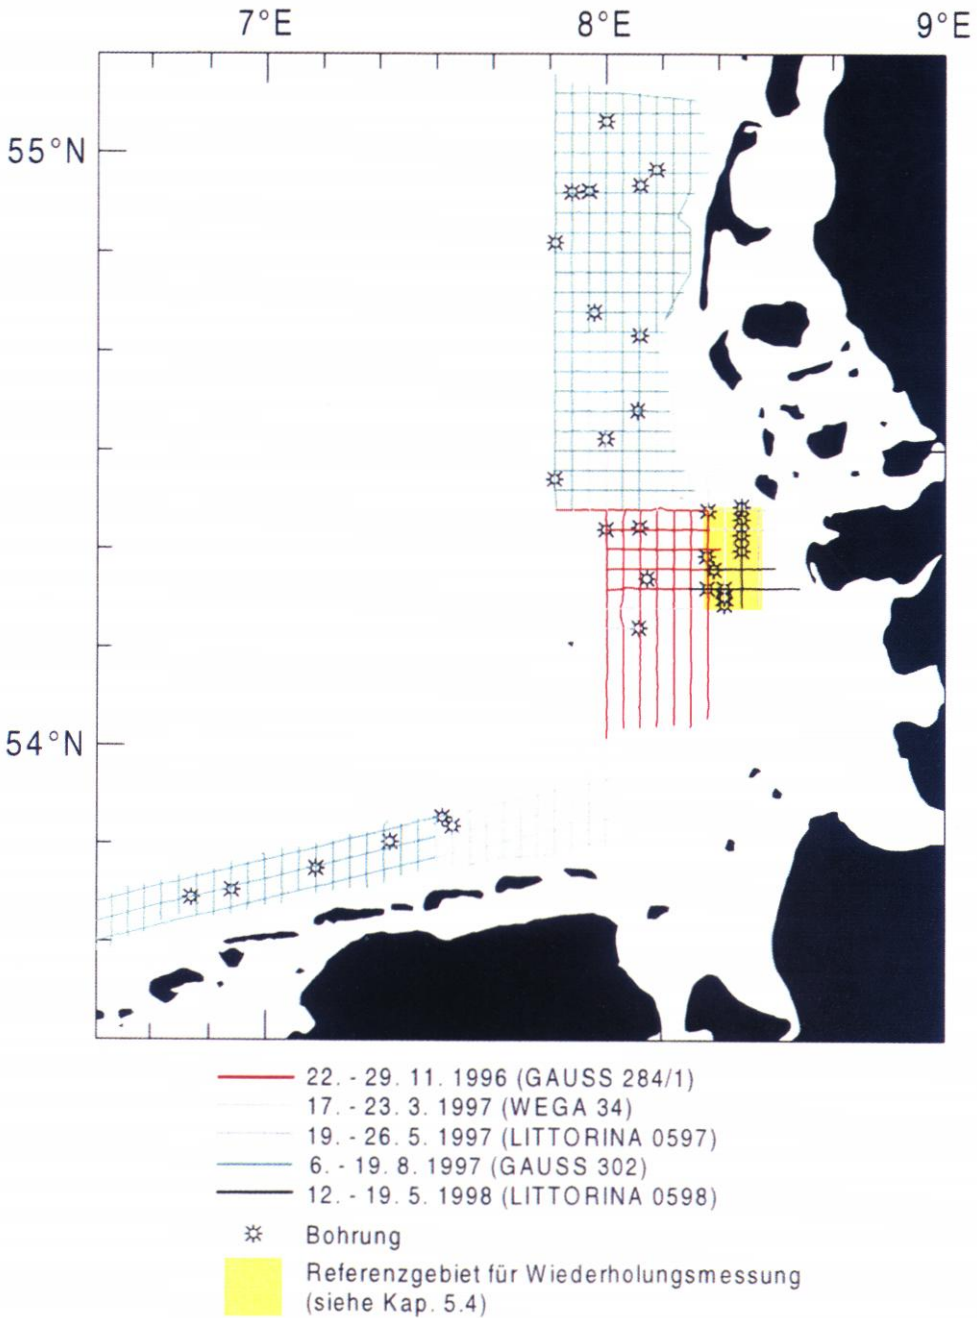 7°E 8°E 9°E
55°N
54°N
22. - 29. 11. 1996 (GAUSS 284/1)
17. - 23. 3. 1997 (WEGA 34)
19. - 26. 5. 1997 (LITTORINA 0597)
6. - 19. 8. 1997 (GAUSS 302)
12. - 19. 5. 1998 (LITTORINA 0598)
Bohrung
Referenzgebiet für Wiederholungsmessung
(siehe Kap. 5.4)